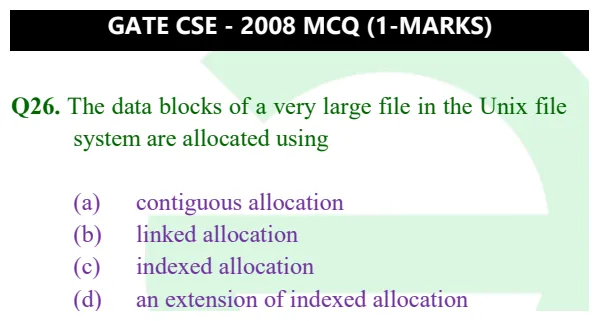 GATE CSE - 2008 MCQ (1-MARKS)
Q26. The data blocks of a very large file in the Unix file
system are allocated using
(a) contiguous allocation
(b) linked allocation
(c) indexed allocation
(d) an extension of indexed allocation